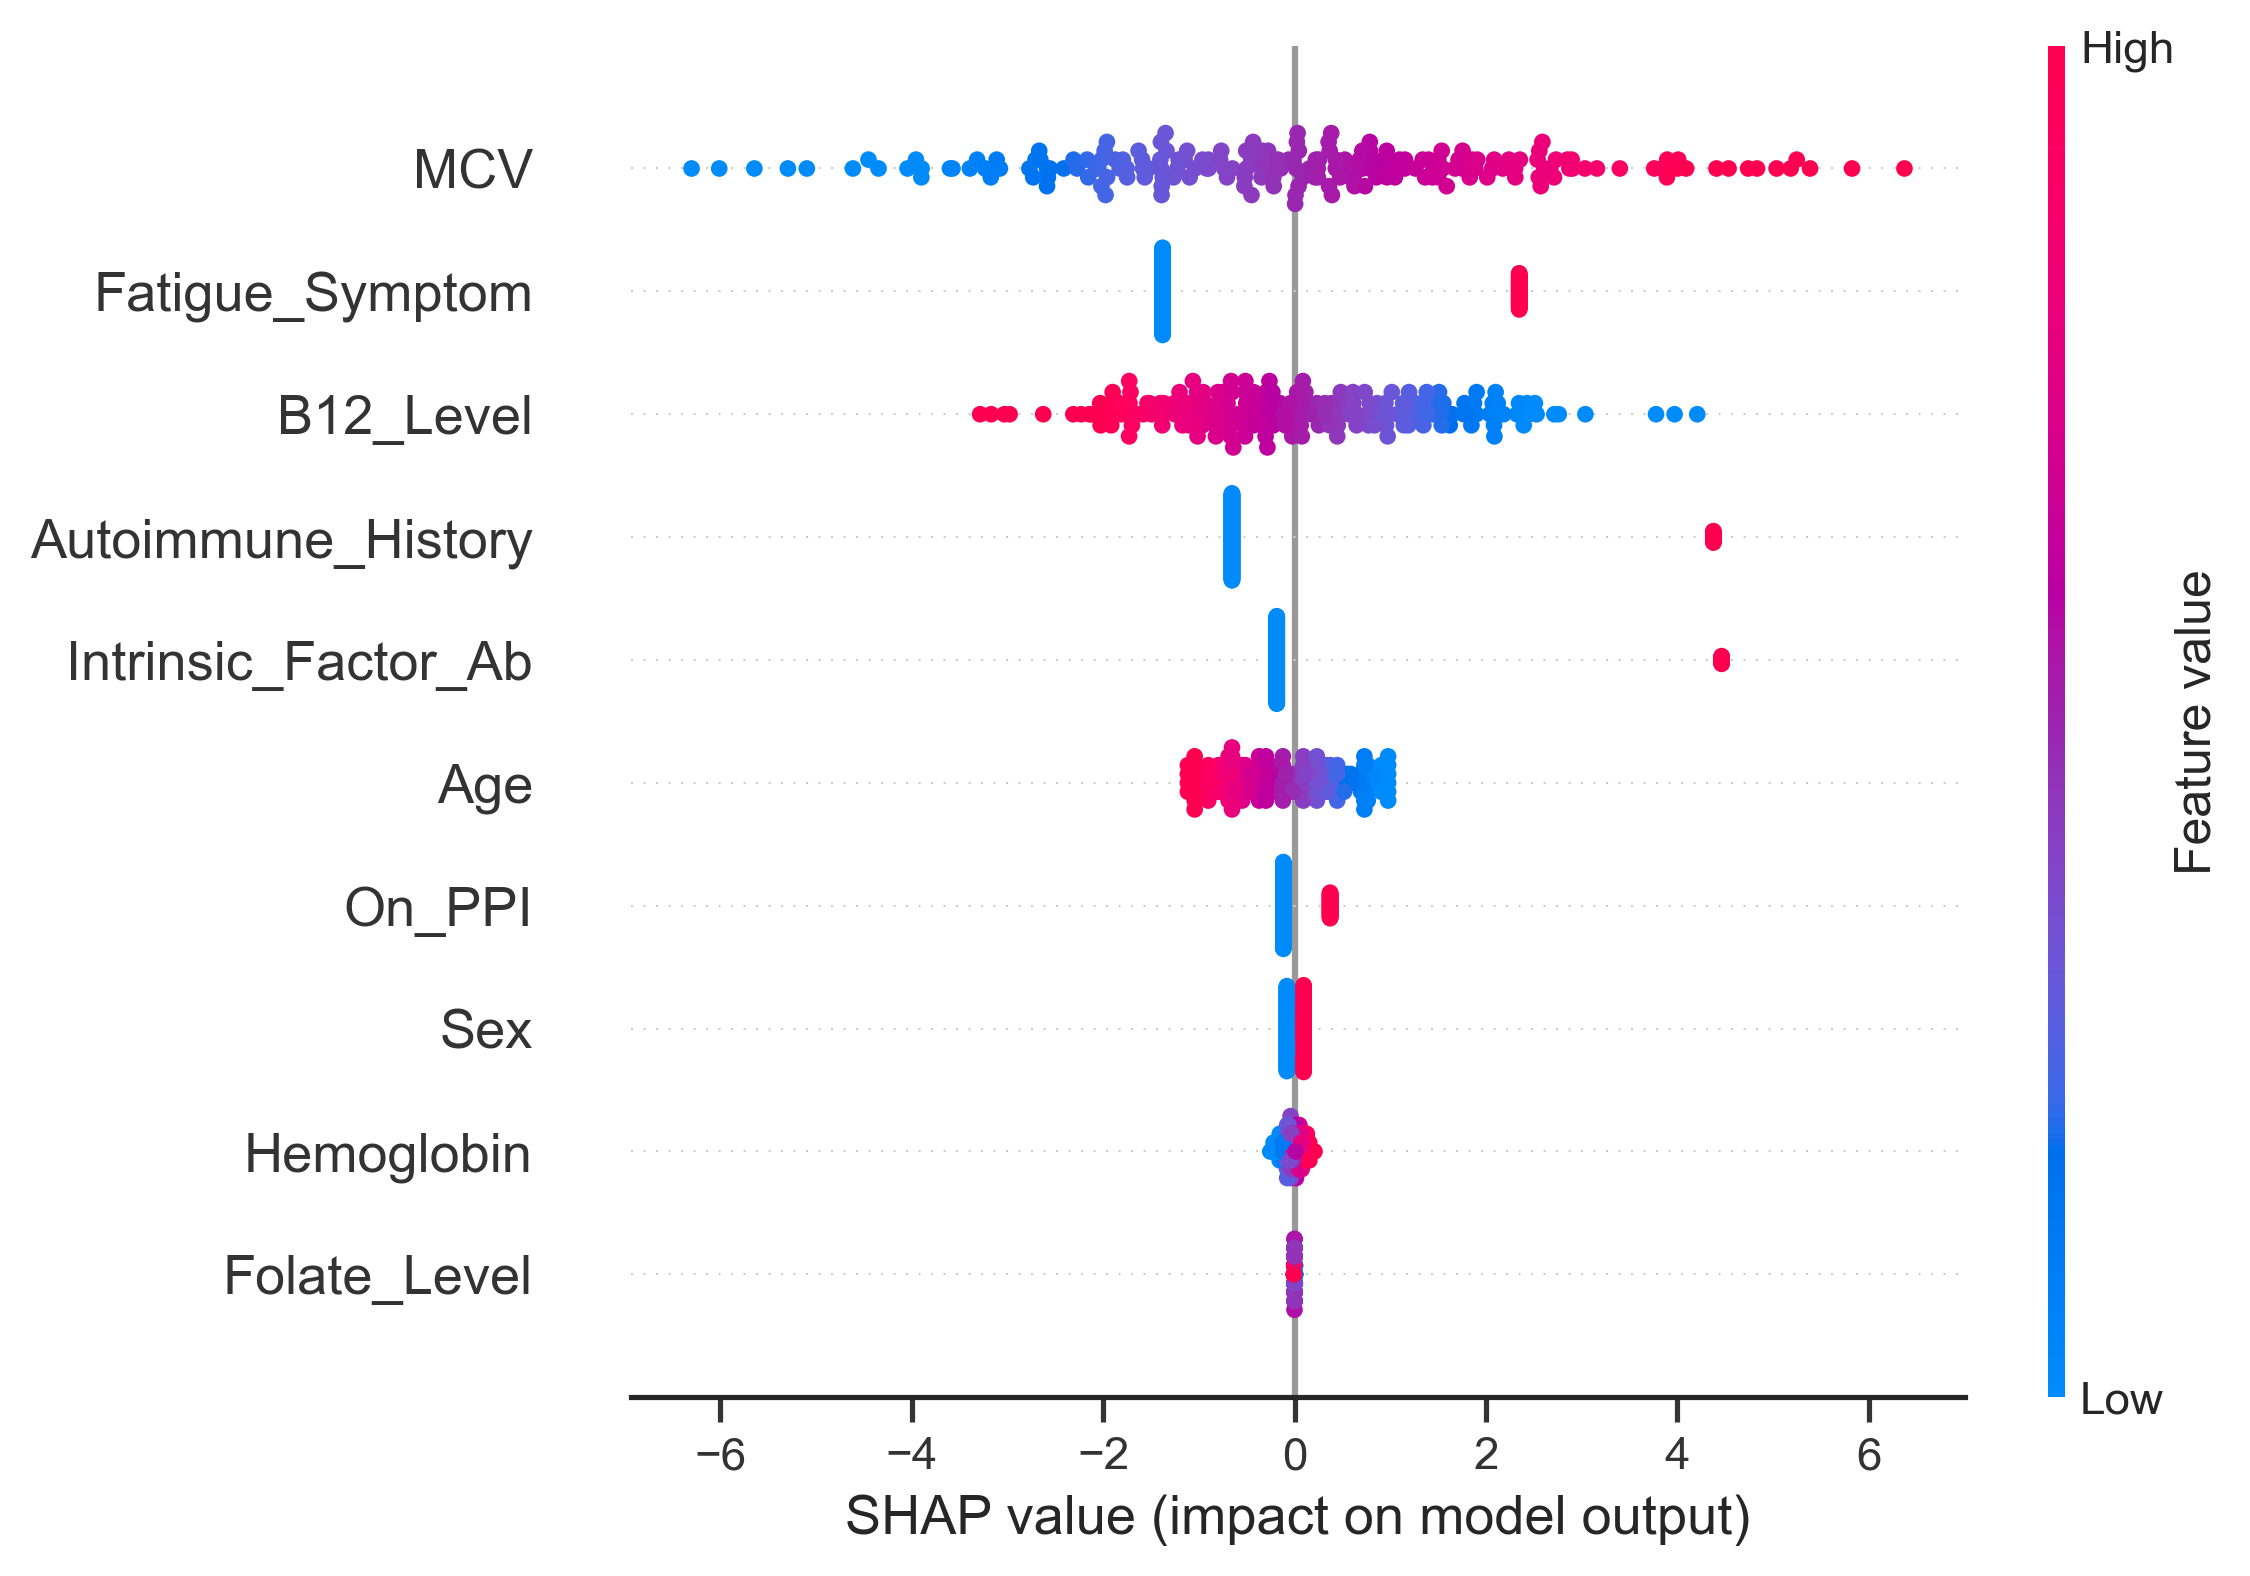 High
MCV
Fatigue_Symptom
B12_Level
Autoimmune_History
Intrinsic_Factor_Ab
Age
On_PPI
Sex
Hemoglobin
Folate_Level
Feature value
Low
−6 −4 −2 0 2 4 6
SHAP value (impact on model output)